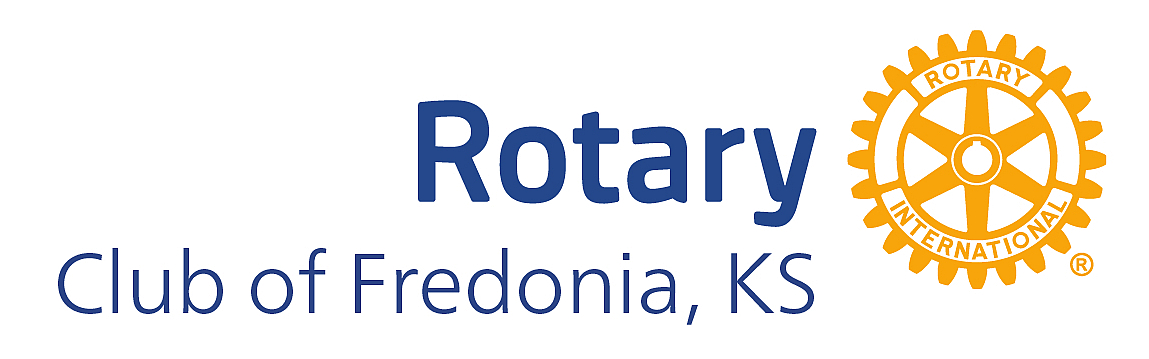 Rotary
Club of Fredonia, KS
ROTARY
INTERNATIONAL
®